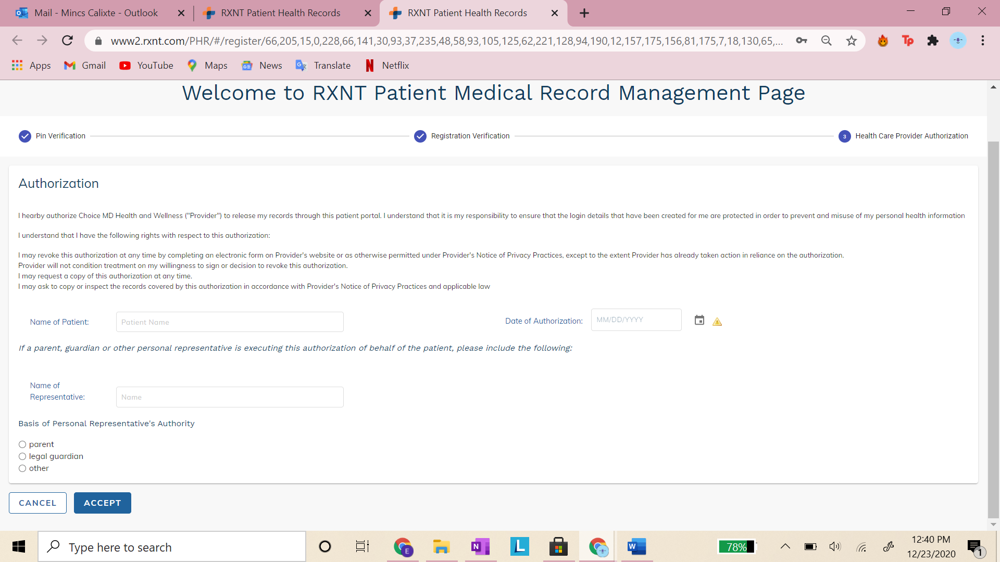 Mail - Mincs Calixte - Outlook
RXNT Patient Health Records
RXNT Patient Health Records
www2.rxnt.com/PHR/#/register/66,205,15,0,228,66,141,30,93,37,235,48,58,93,105,125,62,221,128,94,190,12,157,175,156,81,175,7,18,130,65,...
Apps
Gmail
YouTube
Maps
News
Translate
Netflix
Welcome to RXNT Patient Medical Record Management Page
Pin Verification
Registration Verification
3 Health Care Provider Authorization
Authorization
I hearby authorize Choice MD Health and Wellness ("Provider") to release my records through this patient portal. I understand that it is my responsibility to ensure that the login details that have been created for me are protected in order to prevent and misuse of my personal health information
I understand that I have the following rights with respect to this authorization:
I may revoke this authorization at any time by completing an electronic form on Provider's website or as otherwise permitted under Provider's Notice of Privacy Practices, except to the extent Provider has already taken action in reliance on the authorization.
Provider will not condition treatment on my willingness to sign or decision to revoke this authorization.
I may request a copy of this authorization at any time.
I may ask to copy or inspect the records covered by this authorization in accordance with Provider's Notice of Privacy Practices and applicable law
Name of Patient:
Patient Name
Date of Authorization:
MM/DD/YYYY
If a parent, guardian or other personal representative is executing this authorization of behalf of the patient, please include the following:
Name of
Representative:
Name
Basis of Personal Representative's Authority
parent
legal guardian
other
CANCEL
ACCEPT
Type here to search
78%
12:40 PM
12/23/2020
1